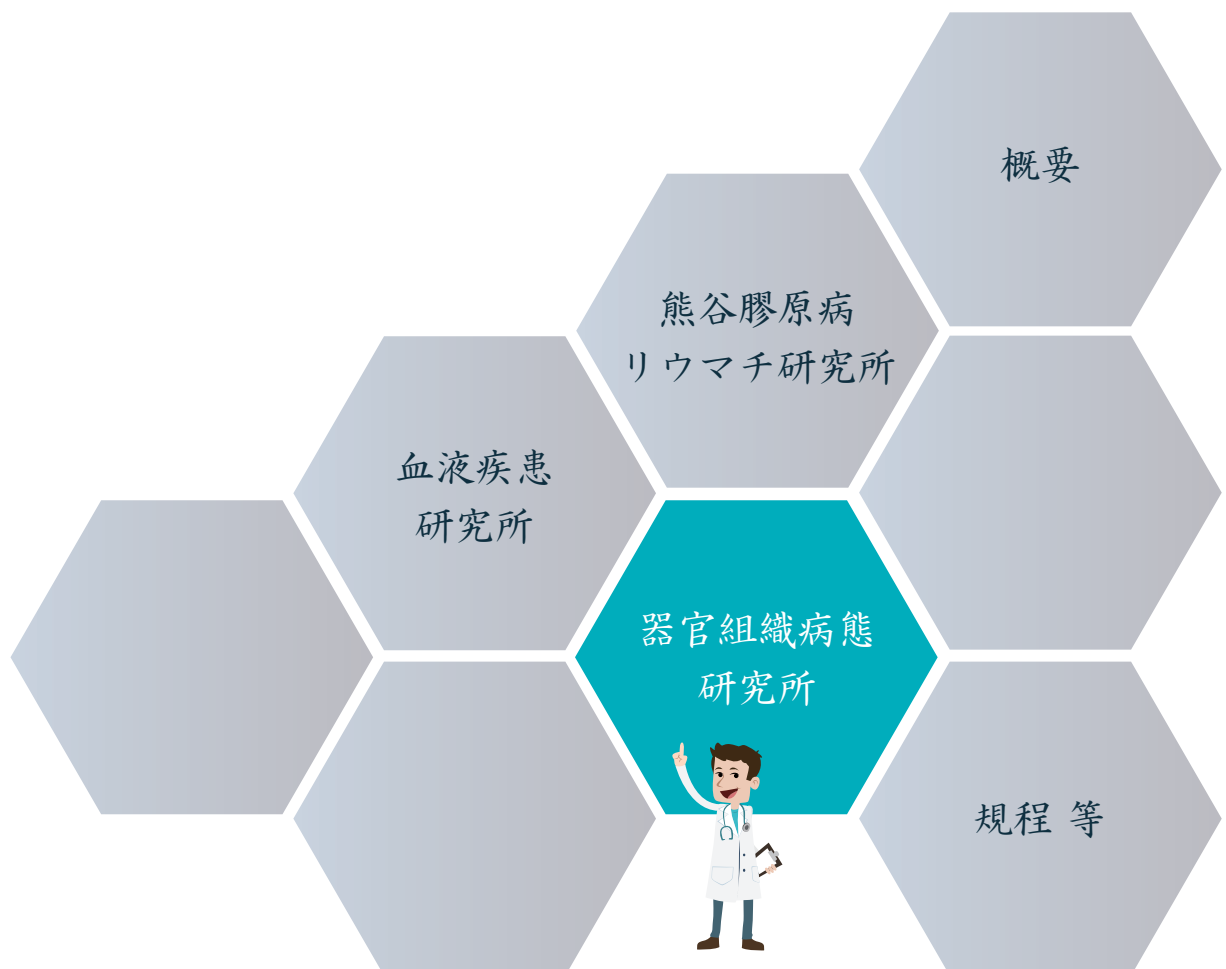 概要
熊谷膠原病
リウマチ研究所
血液疾患
研究所
器官組織病態
研究所
規程 等